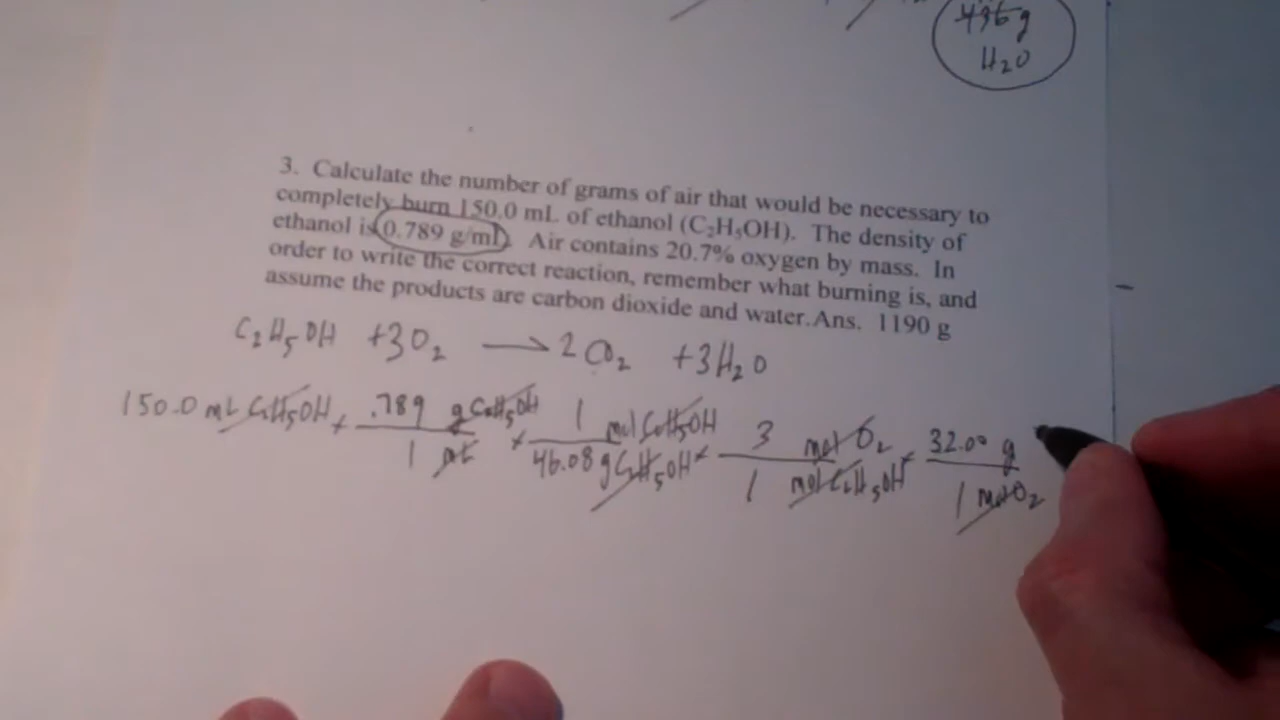 436 g
H₂O
3. Calculate the number of grams of air that would be necessary to
completely burn 150.0 mL of ethanol (C₂H₅OH). The density of
ethanol is 0.789 g/ml. Air contains 20.7% oxygen by mass. In
order to write the correct reaction, remember what burning is, and
assume the products are carbon dioxide and water.Ans. 1190 g
C₂H₅OH +3O₂ → 2CO₂ +3H₂O
150.0 mL C₂H₅OH × .789 g C₂H₅OH × 1 mol C₂H₅OH × 3 mol O₂ × 32.00 g
1 mL 46.08 g C₂H₅OH 1 mol C₂H₅OH 1 mol O₂